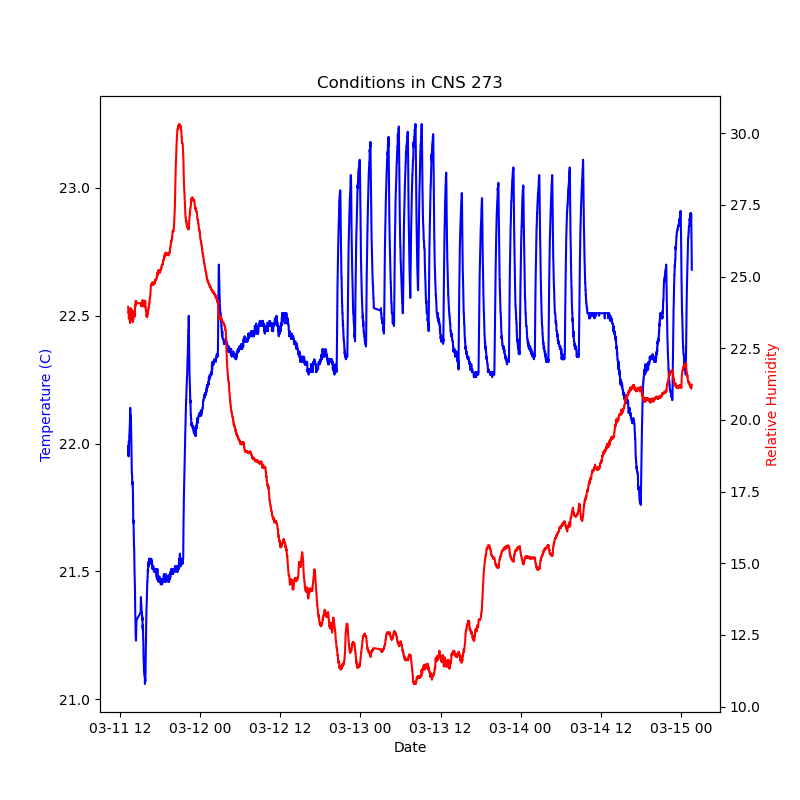 Conditions in CNS 273
23.0
22.5
22.0
21.5
21.0
Temperature (C)
30.0
27.5
25.0
22.5
20.0
17.5
15.0
12.5
10.0
Relative Humidity
03-11 12 03-12 00 03-12 12 03-13 00 03-13 12 03-14 00 03-14 12 03-15 00
Date